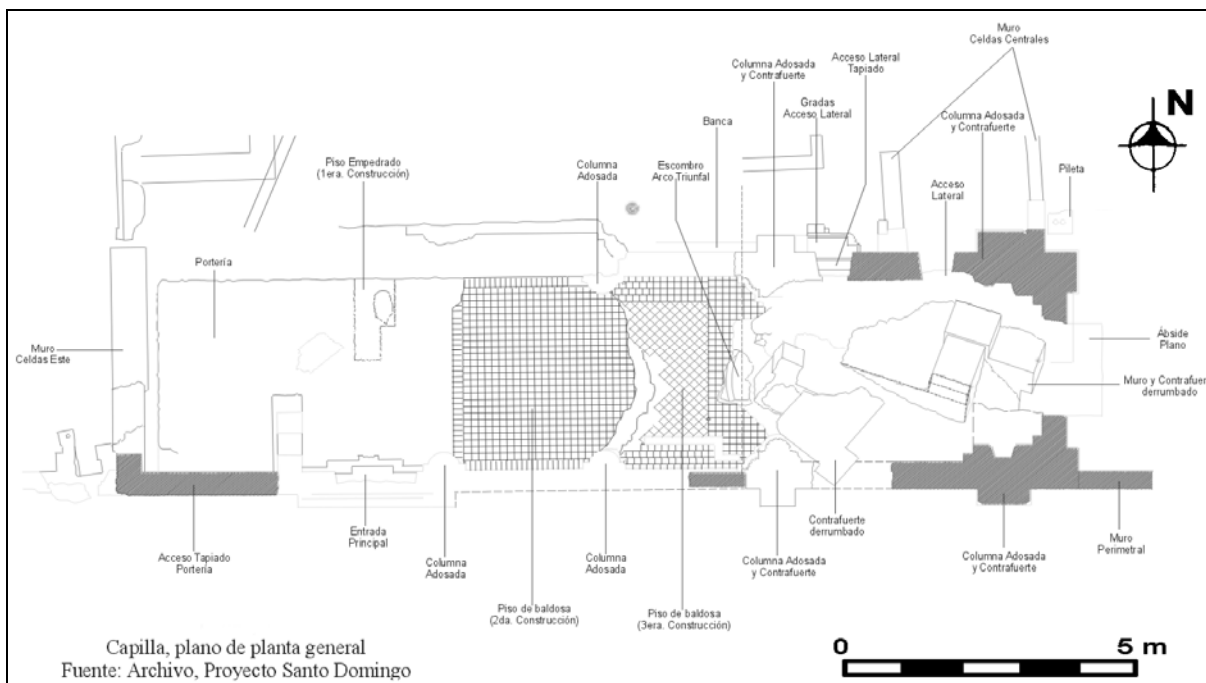 Muro
Celdas Centrales
Acceso Lateral
Tapiado
Columna Adosada
y Contrafuerte
Gradas
Acceso Lateral
Columna Adosada
y Contrafuerte
N
Banca
Piso Empedrado
(1era. Construcción)
Columna
Adosada
Escombro
Arco Triunfal
Acceso
Lateral
Pileta
Portería
Muro
Celdas Este
Ábside
Plano
Muro y Contrafuer
derrumbado
Acceso Tapiado
Portería
Entrada
Principal
Columna
Adosada
Columna
Adosada
Columna Adosada
y Contrafuerte
Contrafuerte
derrumbado
Columna Adosada
y Contrafuerte
Muro
Perimetral
Piso de baldosa
(2da. Construcción)
Piso de baldosa
(3era. Construcción)
Capilla, plano de planta general
Fuente: Archivo, Proyecto Santo Domingo
0
5 m